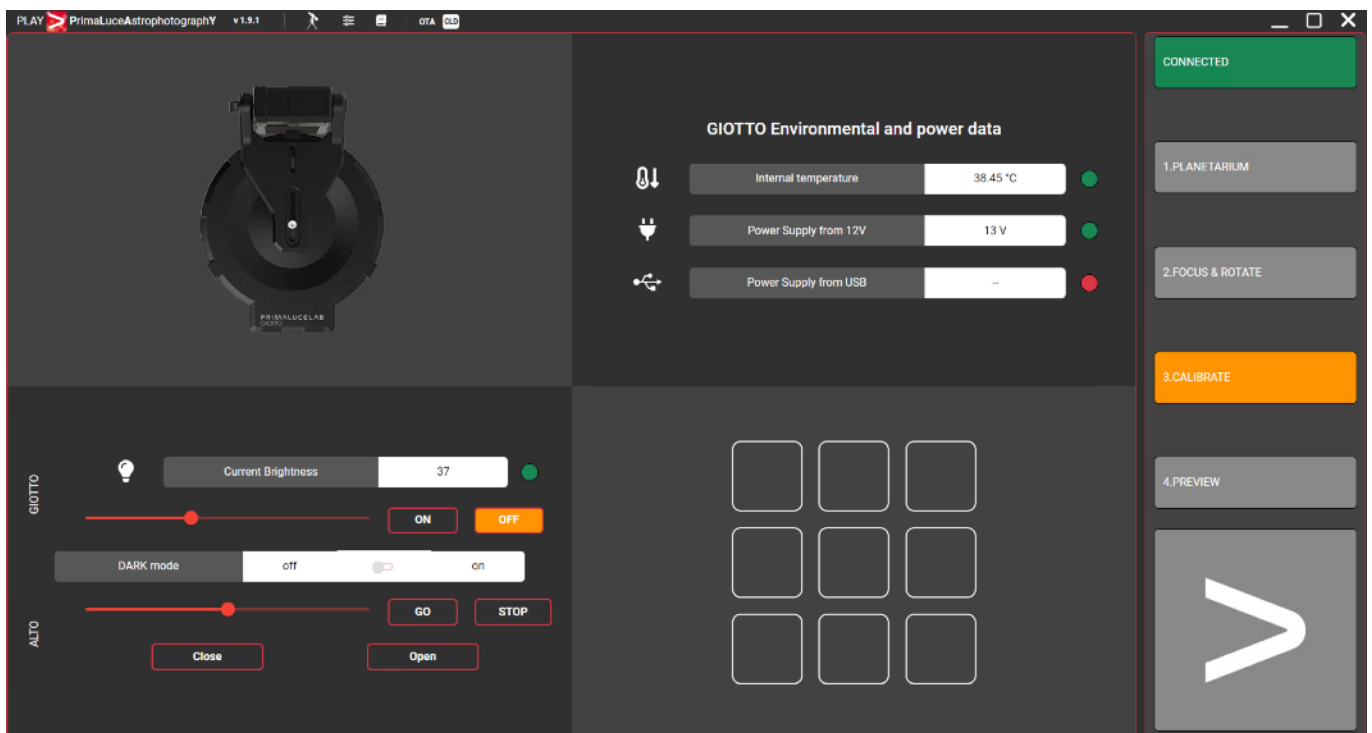 PLAY PrimaLuceAstrophotographY v 1.9.1 OTA CLD
CONNECTED
1.PLANETARIUM
2.FOCUS & ROTATE
3.CALIBRATE
4.PREVIEW
PRIMALUCELAB
GIOTTO
GIOTTO Environmental and power data
Internal temperature 38.45 °C
Power Supply from 12V 13 V
Power Supply from USB --
GIOTTO
Current Brightness 37
ON OFF
DARK mode off on
ALTO
GO STOP
Close Open